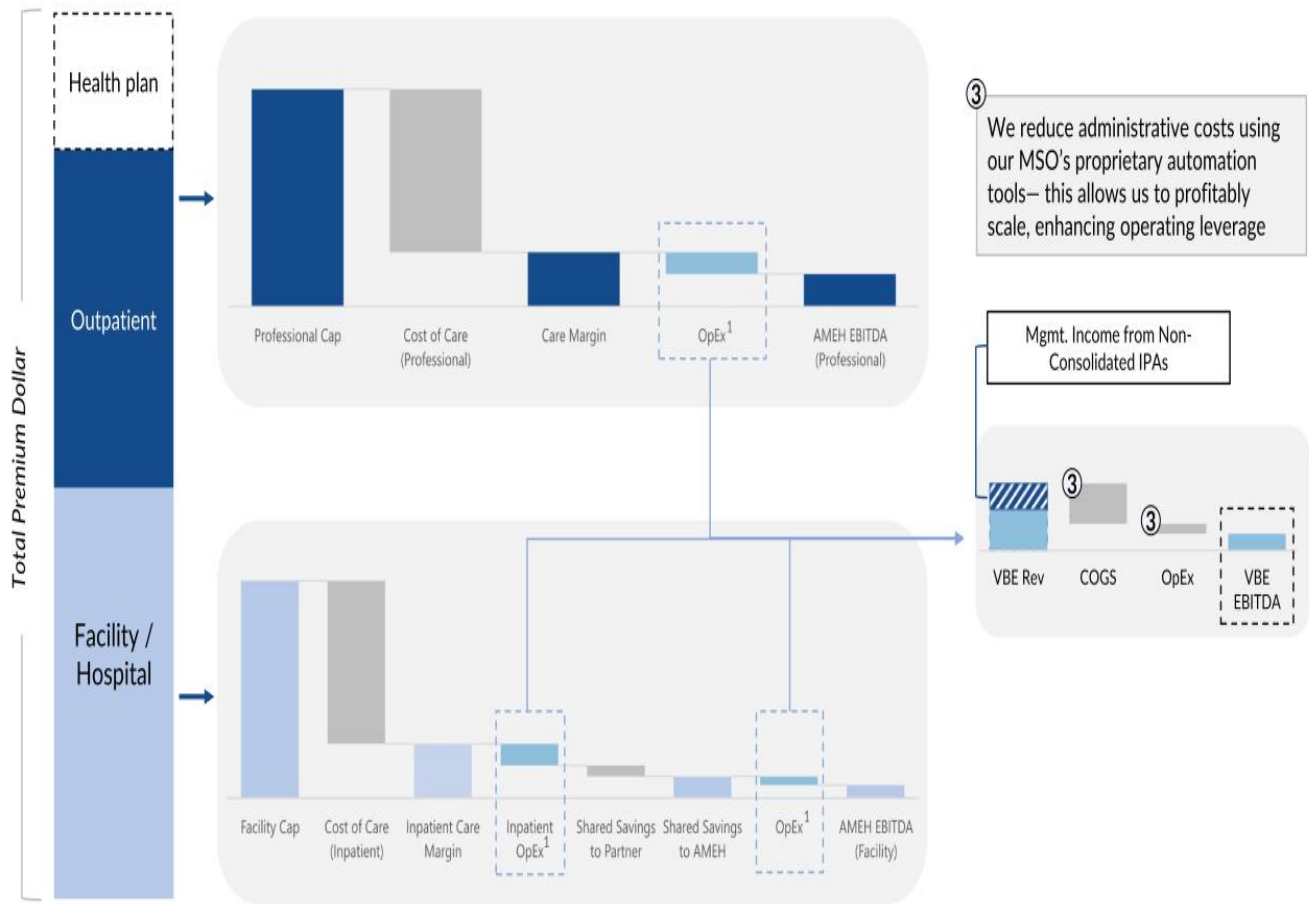 Total Premium Dollar
Health plan
Outpatient
Facility /
Hospital
Professional Cap
Cost of Care
(Professional)
Care Margin
OpEx¹
AMEH EBITDA
(Professional)
③
We reduce administrative costs using
our MSO's proprietary automation
tools— this allows us to profitably
scale, enhancing operating leverage
Mgmt. Income from Non-
Consolidated IPAs
③
③
VBE Rev
COGS
OpEx
VBE
EBITDA
Facility Cap
Cost of Care
(Inpatient)
Inpatient Care
Margin
Inpatient
OpEx¹
Shared Savings
to Partner
Shared Savings
to AMEH
OpEx¹
AMEH EBITDA
(Facility)